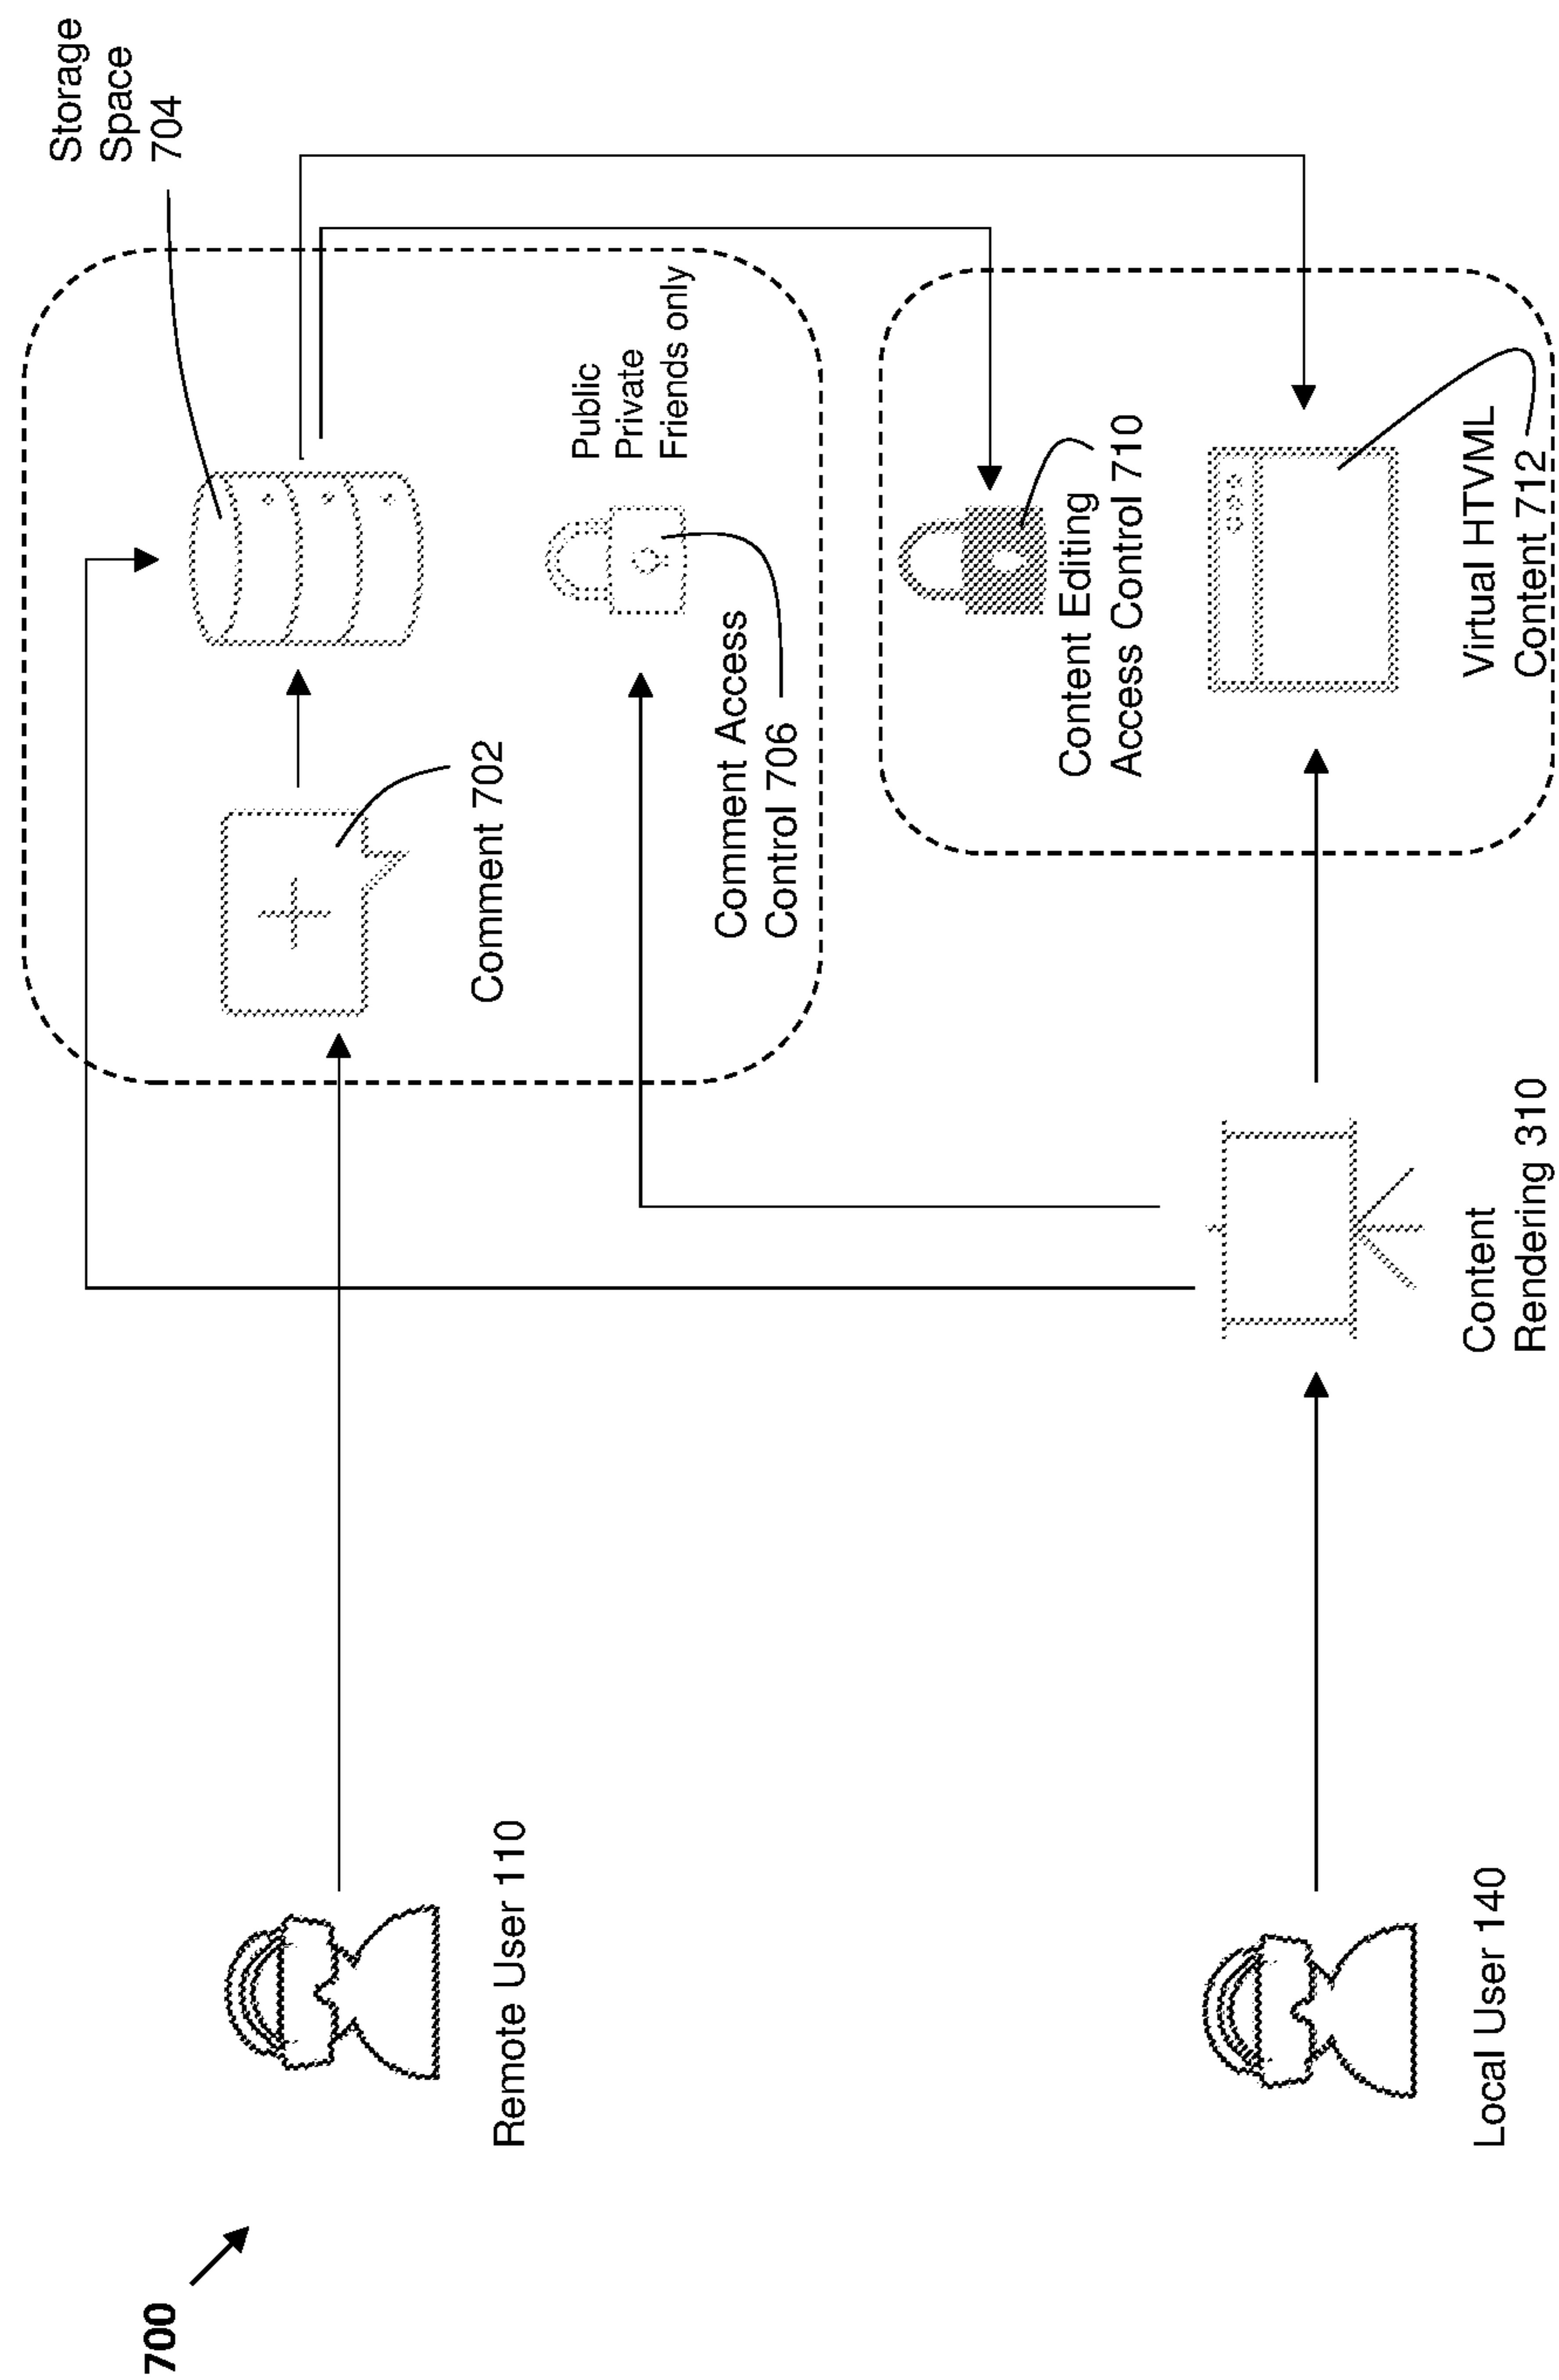 700
Remote User 110
Comment 702
Storage
Space
704
Public
Private
Friends only
Comment Access
Control 706
Local User 140
Content
Rendering 310
Content Editing
Access Control 710
Virtual HTVML
Content 712